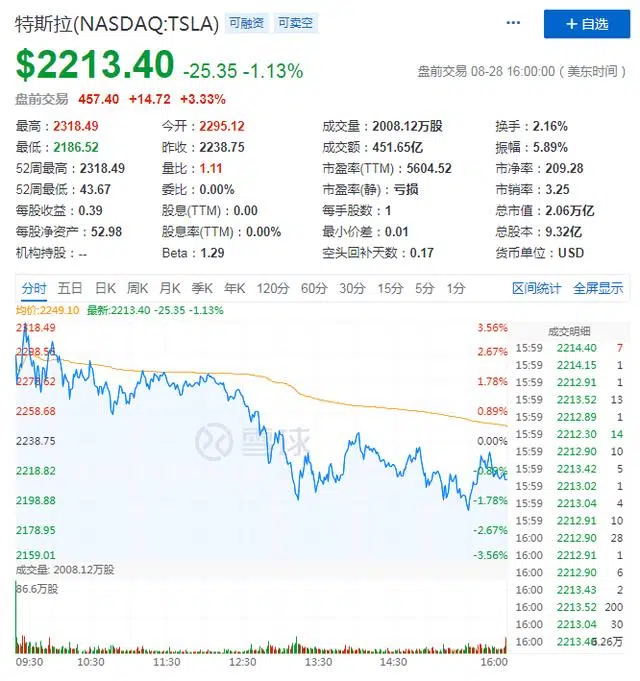 特斯拉(NASDAQ:TSLA) 可融资 可卖空 ··· + 自选
$2213.40 -25.35 -1.13% 盘前交易 08-28 16:00:00 (美东时间)
盘前交易 457.40 +14.72 +3.33%
最高：2318.49 今开：2295.12 成交量：2008.12万股 换手：2.16%
最低：2186.52 昨收：2238.75 成交额：451.65亿 振幅：5.89%
52周最高：2318.49 量比：1.11 市盈率(TTM)：5604.52 市净率：209.28
52周最低：43.67 委比：0.00% 市盈率(静)：亏损 市销率：3.25
每股收益：0.39 股息(TTM)：0.00 每手股数：1 总市值：2.06万亿
每股净资产：52.98 股息率(TTM)：0.00% 最小价差：0.01 总股本：9.32亿
机构持股：-- Beta：1.29 空头回补天数：0.17 货币单位：USD
分时 五日 日K 周K 月K 季K 年K 120分 60分 30分 15分 5分 1分 区间统计 全屏显示
均价:2249.10 最新:2213.40 -25.35 -1.13%
2318.49 3.56% 成交明细
2298.56 2.67% 15:59 2214.40 7
2278.62 1.78% 15:59 2214.15 1
2258.68 0.89% 15:59 2212.91 1
2238.75 0.00% 15:59 2213.52 13
2218.82 -0.89% 15:59 2212.89 1
2198.88 -1.78% 15:59 2212.30 14
2178.95 -2.67% 15:59 2212.90 10
2159.01 -3.56% 15:59 2213.42 5
雪球
15:59 2213.02 1
15:59 2213.04 4
15:59 2212.91 10
16:00 2212.90 28
16:00 2212.91 1
16:00 2212.90 6
16:00 2213.43 2
16:00 2213.52 200
16:00 2213.04 30
16:00 2213.40 6.26万
成交量: 2008.12万股
86.6万股
09:30 10:30 11:30 12:30 13:30 14:30 16:00